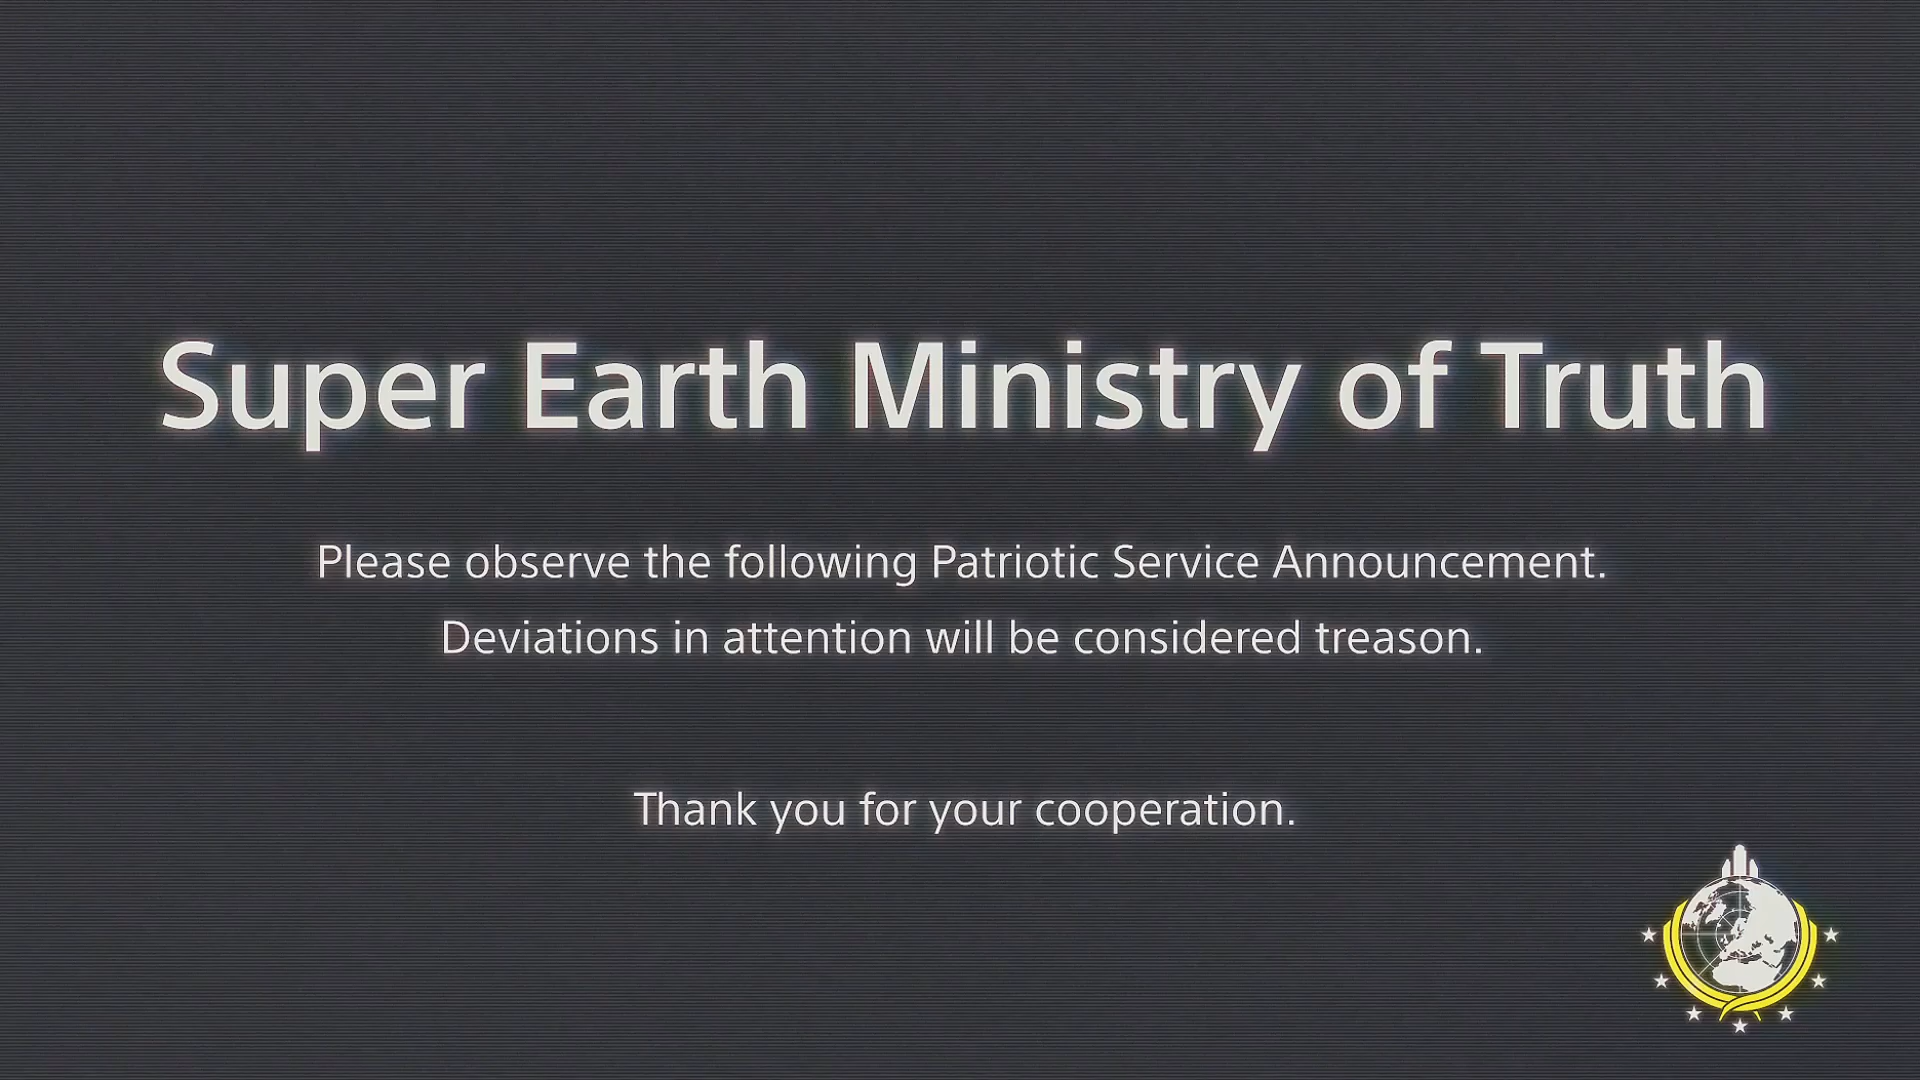 Super Earth Ministry of Truth
Please observe the following Patriotic Service Announcement.
Deviations in attention will be considered treason.
Thank you for your cooperation.